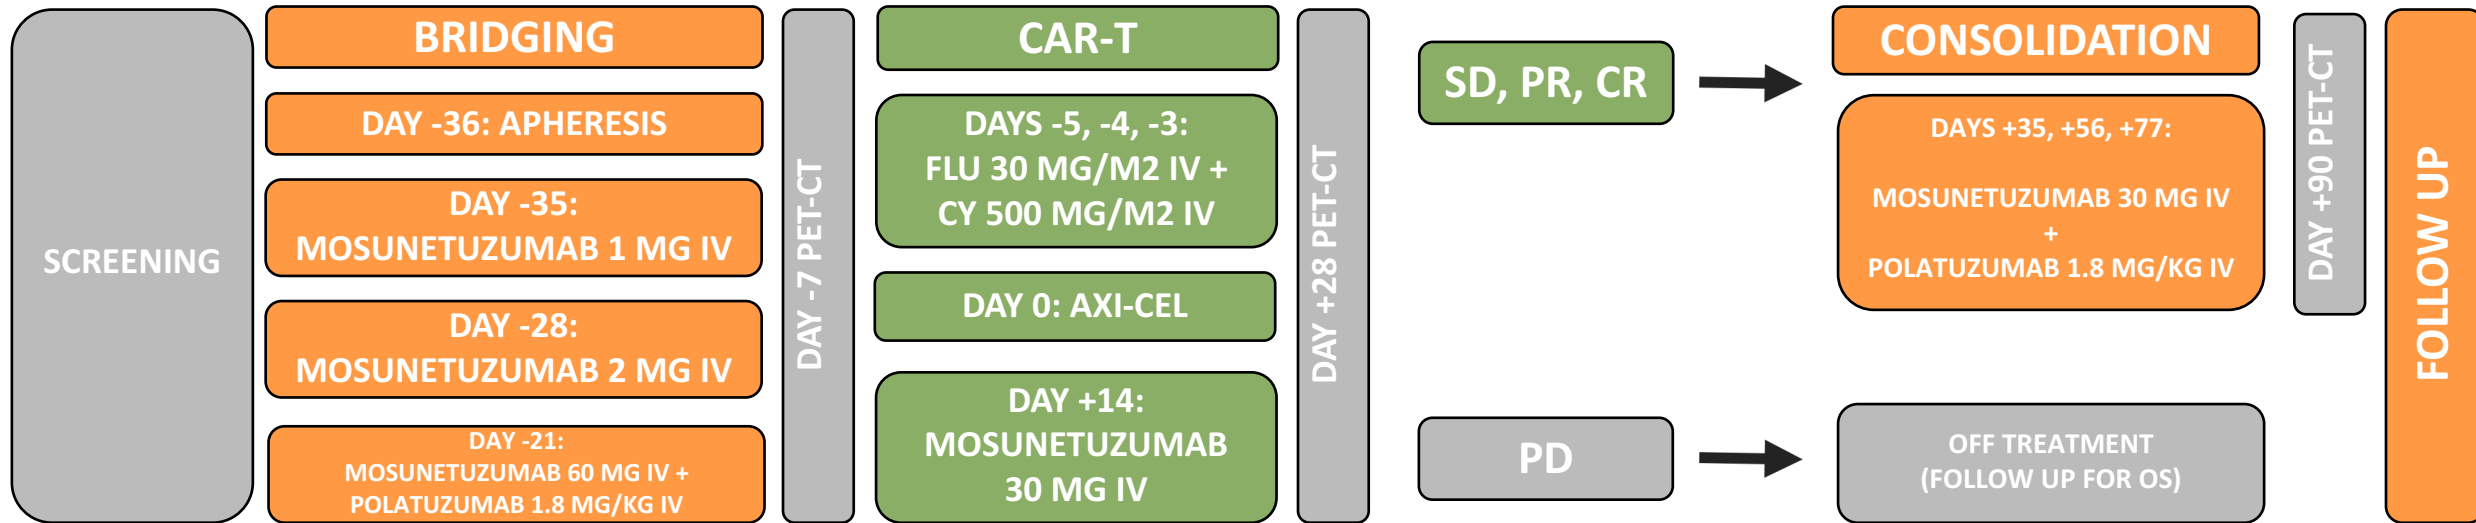 SCREENING
BRIDGING
DAY -36: APHERESIS
DAY -35:
MOSUNETUZUMAB 1 MG IV
DAY -28:
MOSUNETUZUMAB 2 MG IV
DAY -21:
MOSUNETUZUMAB 60 MG IV +
POLATUZUMAB 1.8 MG/KG IV
DAY -7 PET-CT
CAR-T
DAYS -5, -4, -3:
FLU 30 MG/M2 IV +
CY 500 MG/M2 IV
DAY 0: AXI-CEL
DAY +14:
MOSUNETUZUMAB
30 MG IV
DAY +28 PET-CT
SD, PR, CR
PD
CONSOLIDATION
DAYS +35, +56, +77:
MOSUNETUZUMAB 30 MG IV
+
POLATUZUMAB 1.8 MG/KG IV
OFF TREATMENT
(FOLLOW UP FOR OS)
DAY +90 PET-CT
FOLLOW UP